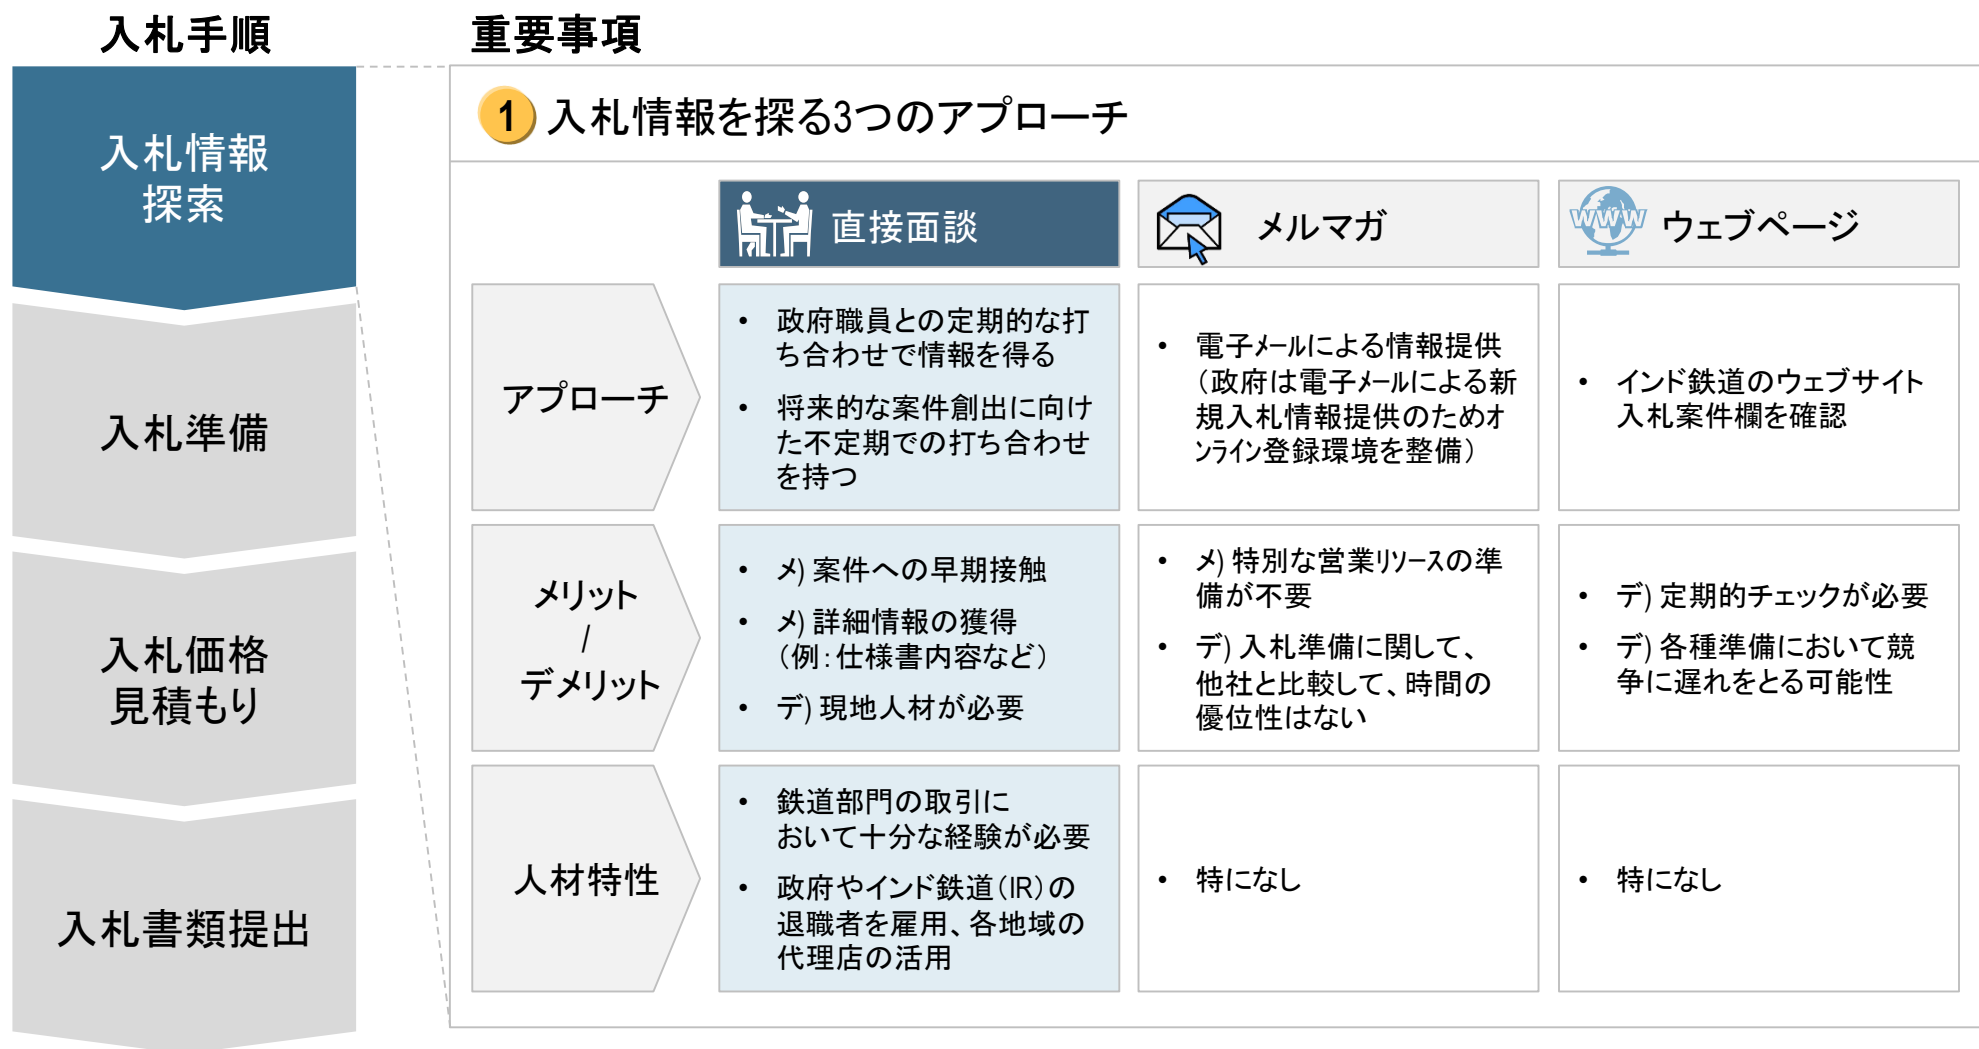 入札手順
重要事項
入札情報
探索
入札準備
入札価格
見積もり
入札書類提出
1 入札情報を探る3つのアプローチ
直接面談
メルマガ
WWW
ウェブページ
アプローチ
• 政府職員との定期的な打
ち合わせで情報を得る
• 将来的な案件創出に向け
た不定期での打ち合わせ
を持つ
• 電子メールによる情報提供
（政府は電子メールによる新
規入札情報提供のためオ
ンライン登録環境を整備）
• インド鉄道のウェブサイト
入札案件欄を確認
メリット
/
デメリット
• メ) 案件への早期接触
• メ) 詳細情報の獲得
（例：仕様書内容など）
• デ) 現地人材が必要
• メ) 特別な営業リソースの準
備が不要
• デ) 入札準備に関して、
他社と比較して、時間の
優位性はない
• デ) 定期的チェックが必要
• デ) 各種準備において競
争に遅れをとる可能性
人材特性
• 鉄道部門の取引に
おいて十分な経験が必要
• 政府やインド鉄道（IR）の
退職者を雇用、各地域の
代理店の活用
• 特になし
• 特になし